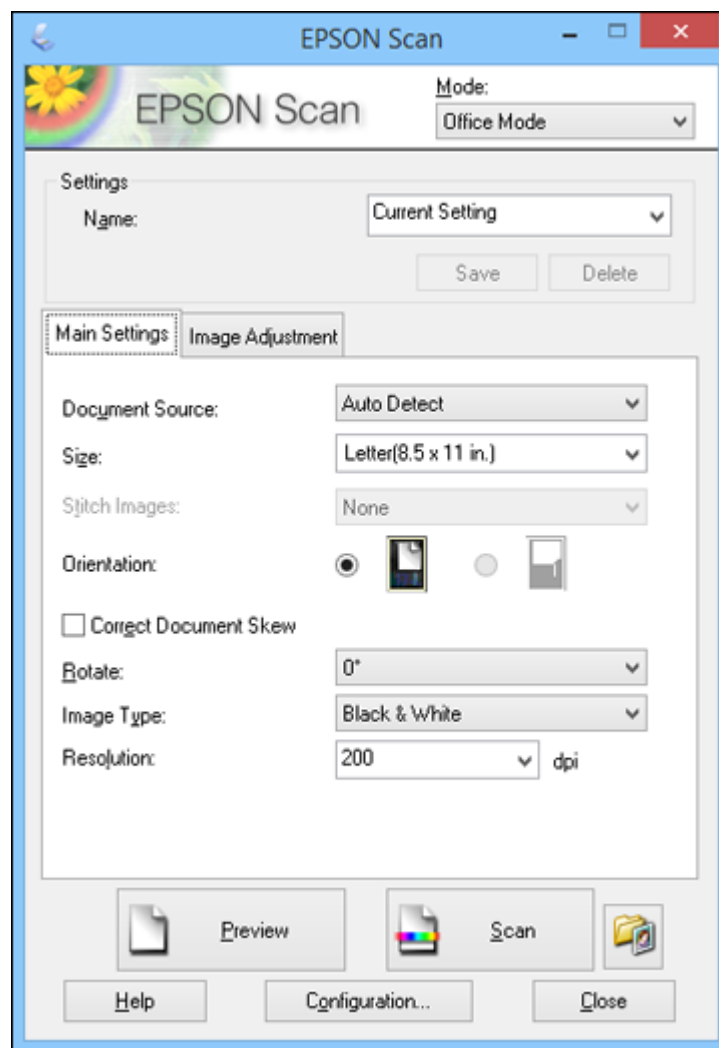 EPSON Scan
EPSON Scan
Mode:
Office Mode
Settings
Name:
Current Setting
Save
Delete
Main Settings
Image Adjustment
Document Source:
Auto Detect
Size:
Letter(8.5 x 11 in.)
Stitch Images:
None
Orientation:
Correct Document Skew
Rotate:
0°
Image Type:
Black & White
Resolution:
200
dpi
Preview
Scan
Help
Configuration...
Close